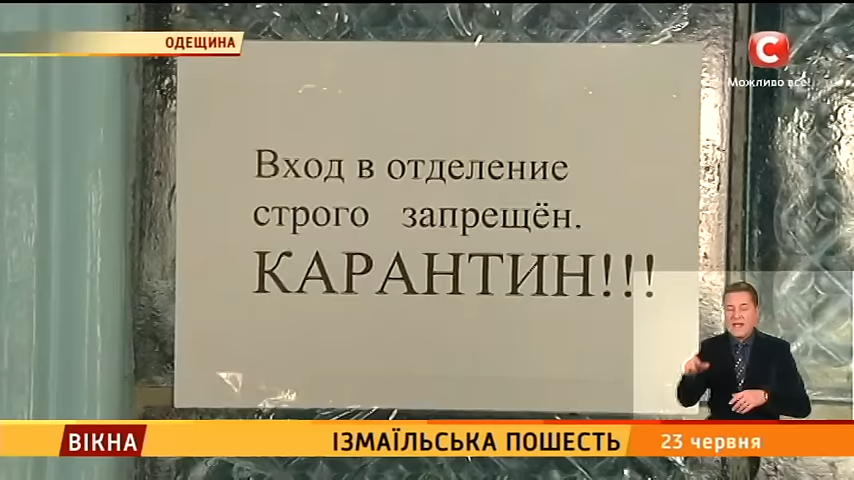 ОДЕЩИНА
С
Можливо все!
Вход в отделение
строго запрещён.
КАРАНТИН!!!
ВІКНА
ІЗМАЇЛЬСЬКА ПОШЕСТЬ
23 червня